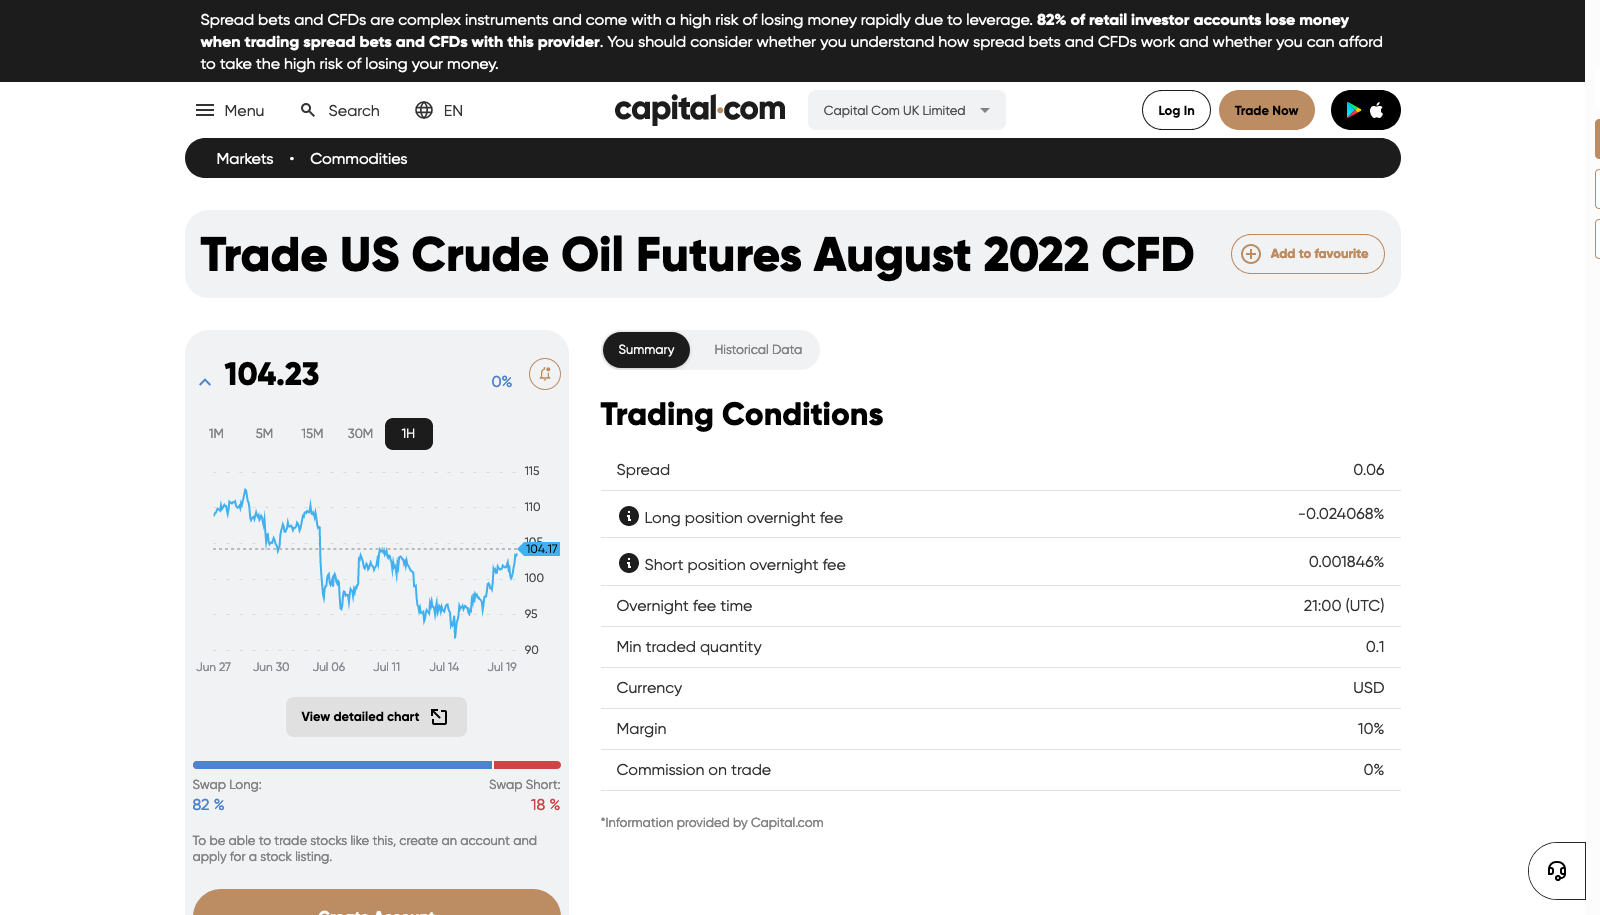 Spread bets and CFDs are complex instruments and come with a high risk of losing money rapidly due to leverage. 82% of retail investor accounts lose money
when trading spread bets and CFDs with this provider. You should consider whether you understand how spread bets and CFDs work and whether you can afford
to take the high risk of losing your money.
Menu Search EN capital.com Capital Com UK Limited Log In Trade Now
Markets • Commodities
Trade US Crude Oil Futures August 2022 CFD Add to favourite
104.23 0%
1M 5M 15M 30M 1H
115
110
105
104.17
100
95
90
Jun 27 Jun 30 Jul 06 Jul 11 Jul 14 Jul 19
View detailed chart
Swap Long: Swap Short:
82 % 18 %
To be able to trade stocks like this, create an account and
apply for a stock listing.
Create Account
Summary Historical Data
Trading Conditions
Spread 0.06
Long position overnight fee -0.024068%
Short position overnight fee 0.001846%
Overnight fee time 21:00 (UTC)
Min traded quantity 0.1
Currency USD
Margin 10%
Commission on trade 0%
*Information provided by Capital.com